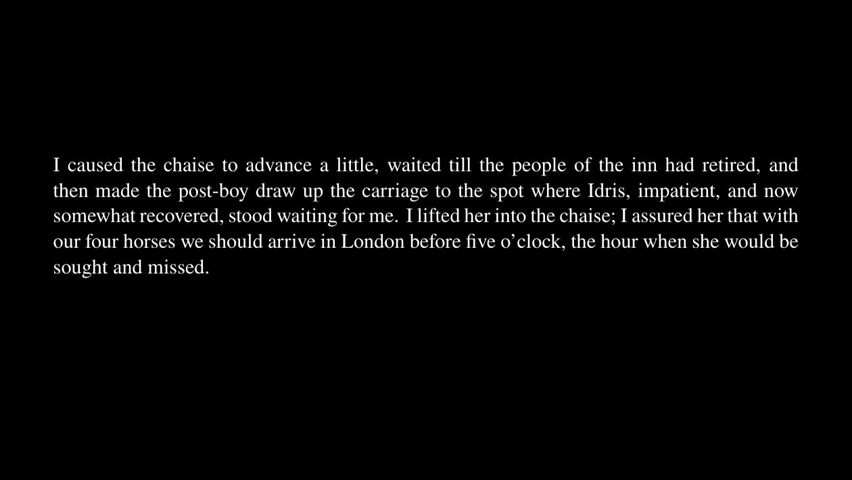 I caused the chaise to advance a little, waited till the people of the inn had retired, and
then made the post-boy draw up the carriage to the spot where Idris, impatient, and now
somewhat recovered, stood waiting for me. I lifted her into the chaise; I assured her that with
our four horses we should arrive in London before five o’clock, the hour when she would be
sought and missed.